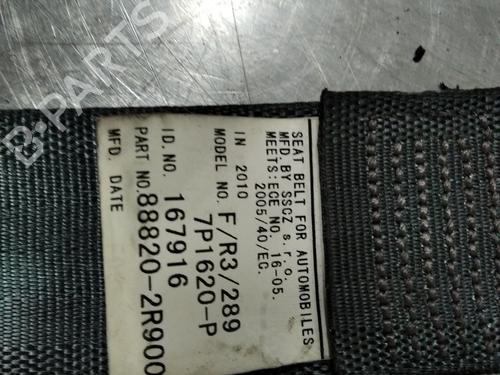 SEAT BELT FOR AUTOMOBILES
MFD. BY SSCZ s. r. o.
MEETS: ECE NO. 16-05.
2005/40/EC.
IN 2010
MODEL NO. F/R3/289
7P1620-P
ID. NO. 167916
PART NO. 88820-2R900
MFD. DATE
B-PARTS